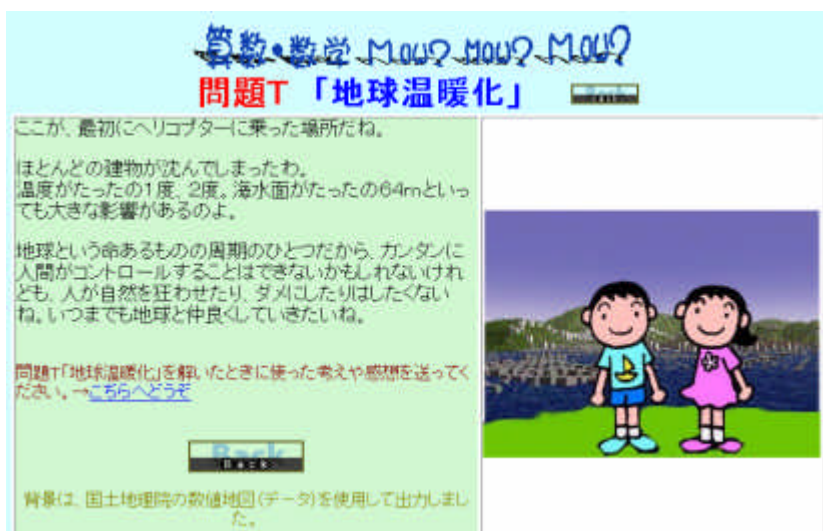 算数・数学 Mou? Mou? Mou?
問題T 「地球温暖化」
Back
ここが、最初にヘリコプターに乗った場所だね。
ほとんどの建物が沈んでしまったわ。
温度がたったの1度、2度。海水面がたったの64mといっ
ても大きな影響があるのよ。
地球という命あるものの周期のひとつだから、カンタンに
人間がコントロールすることはできないかもしれないけれ
ども、人が自然を狂わせたり、ダメにしたりはしたくない
ね。いつまでも地球と仲良くしていきたいね。
問題T「地球温暖化」を解いたときに使った考えや感想を送ってく
ださい。→こちらへどうぞ
Back
Back
背景は、国土地理院の数値地図(データ)を使用して出力しまし
た。